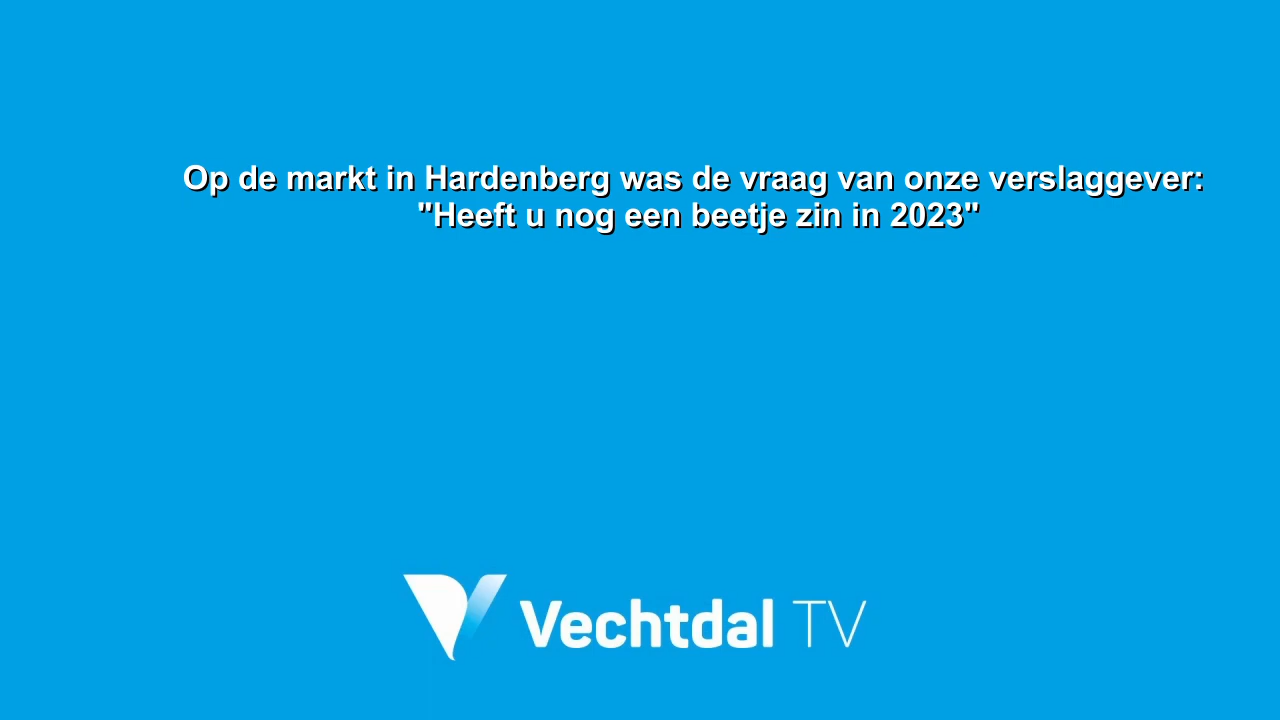 Op de markt in Hardenberg was de vraag van onze verslaggever:
"Heeft u nog een beetje zin in 2023"
Vechtdal TV